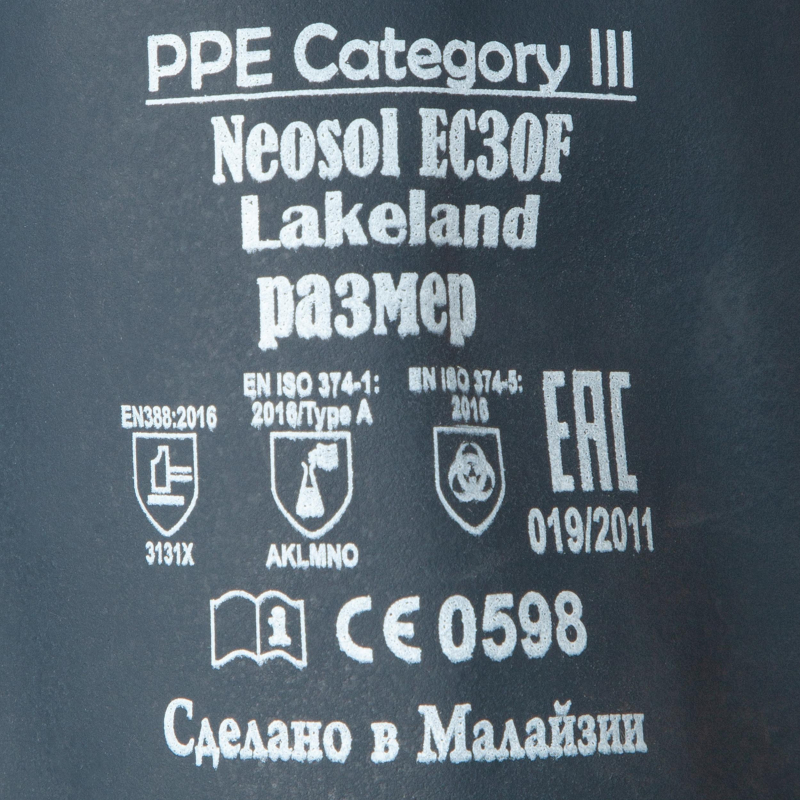 PPE Category III
Neosol EC30F
Lakeland
размер
EN388:2016
3131X
EN ISO 374-1:
2016/Type A
AKLMNO
EN ISO 374-5:
2016
EAC
019/2011
i CE 0598
Сделано в Малайзии